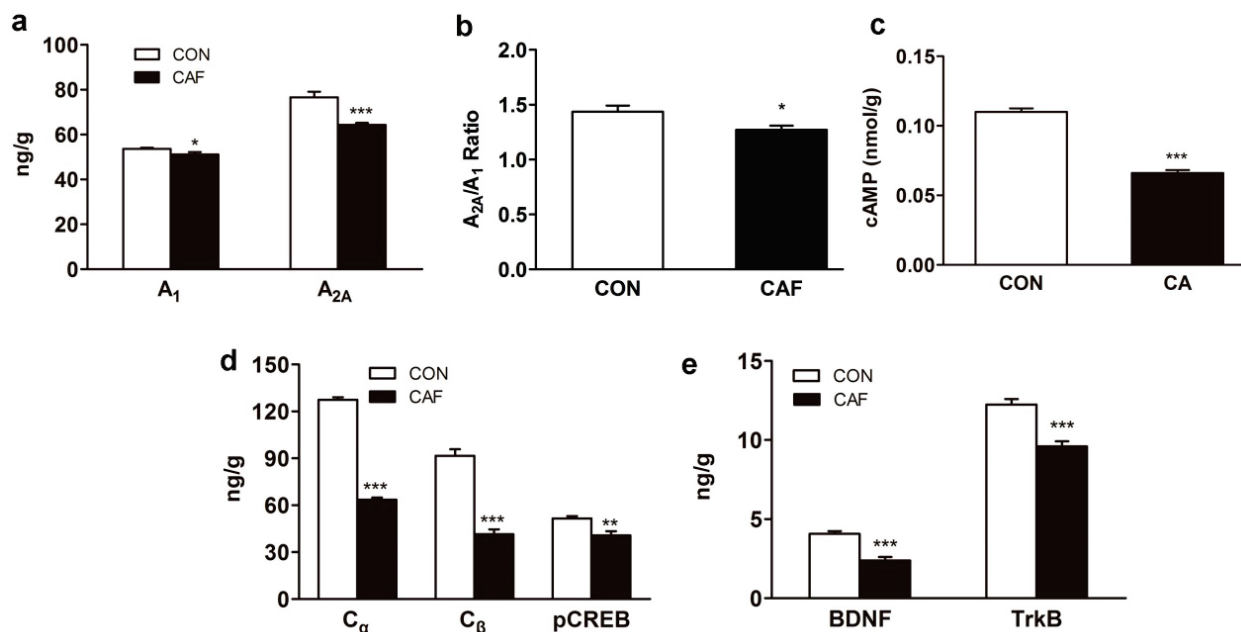 a
100
80
60
40
20
0
ng/g
CON
CAF
*
***
A₁
A₂A
b
2.0
1.5
1.0
0.5
0.0
A₂A/A₁ Ratio
*
CON
CAF
c
0.15
0.10
0.05
0.00
cAMP (nmol/g)
***
CON
CA
d
150
120
90
60
30
0
ng/g
CON
CAF
***
***
**
Cα
Cβ
pCREB
e
15
10
5
0
ng/g
CON
CAF
***
***
BDNF
TrkB